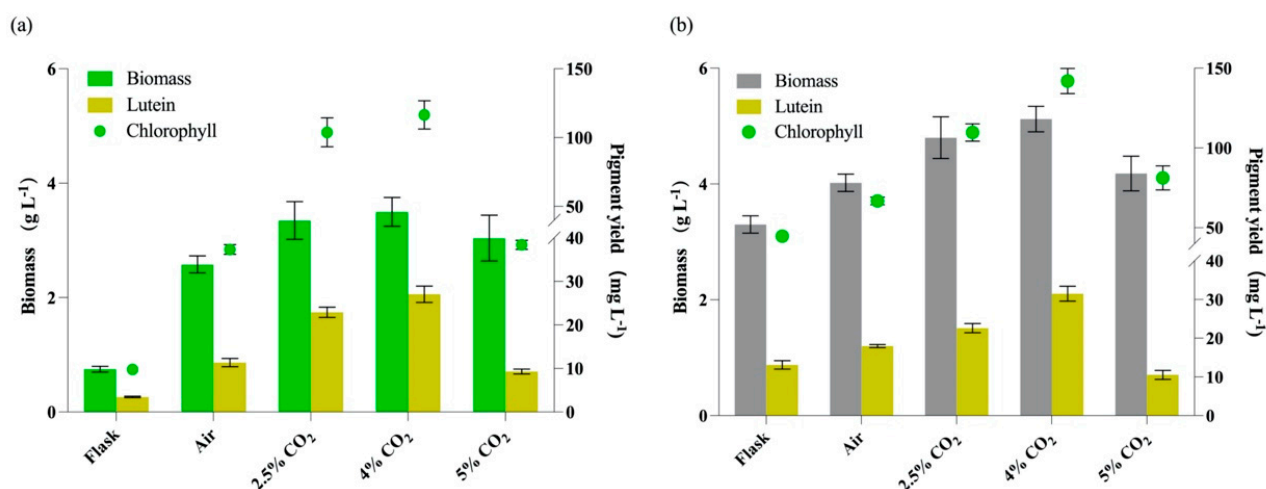 (a)
6
4
2
0
Biomass (g L⁻¹)
Biomass
Lutein
Chlorophyll
150
100
50
40
30
20
10
0
Pigment yield (mg L⁻¹)
Flask
Air
2.5% CO₂
4% CO₂
5% CO₂
(b)
6
4
2
0
Biomass (g L⁻¹)
Biomass
Lutein
Chlorophyll
150
100
50
40
30
20
10
0
Pigment yield (mg L⁻¹)
Flask
Air
2.5% CO₂
4% CO₂
5% CO₂